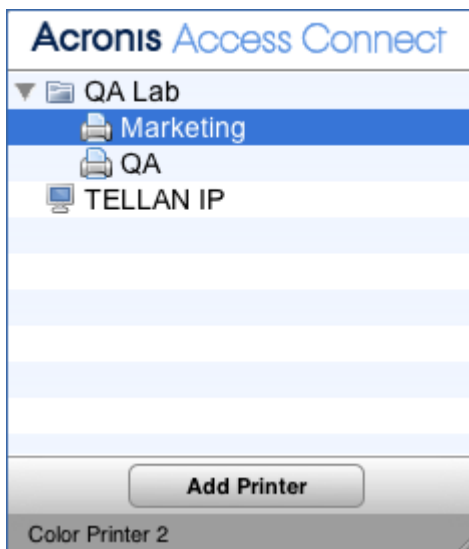 Acronis Access Connect
QA Lab
Marketing
QA
TELLAN IP
Add Printer
Color Printer 2